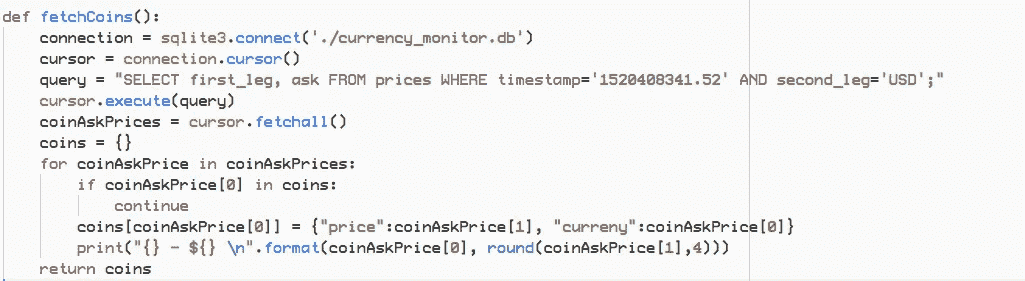 def fetchCoins():
    connection = sqlite3.connect('./currency_monitor.db')
    cursor = connection.cursor()
    query = "SELECT first_leg, ask FROM prices WHERE timestamp='1520408341.52' AND second_leg='USD';"
    cursor.execute(query)
    coinAskPrices = cursor.fetchall()
    coins = {}
    for coinAskPrice in coinAskPrices:
        if coinAskPrice[0] in coins:
            continue
        coins[coinAskPrice[0]] = {"price":coinAskPrice[1], "curreny":coinAskPrice[0]}
        print("{} - ${} \n".format(coinAskPrice[0], round(coinAskPrice[1],4)))
    return coins